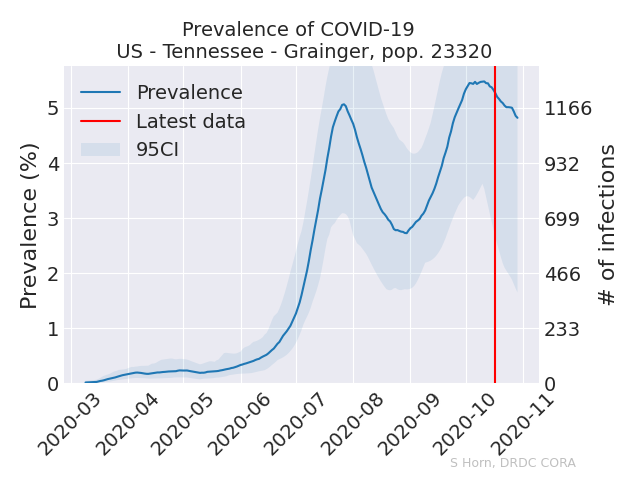 Prevalence of COVID-19
US - Tennessee - Grainger, pop. 23320
Prevalence
Latest data
95CI
Prevalence (%)
5
4
3
2
1
0
# of infections
1166
932
699
466
233
0
2020-03
2020-04
2020-05
2020-06
2020-07
2020-08
2020-09
2020-10
2020-11
S Horn, DRDC CORA